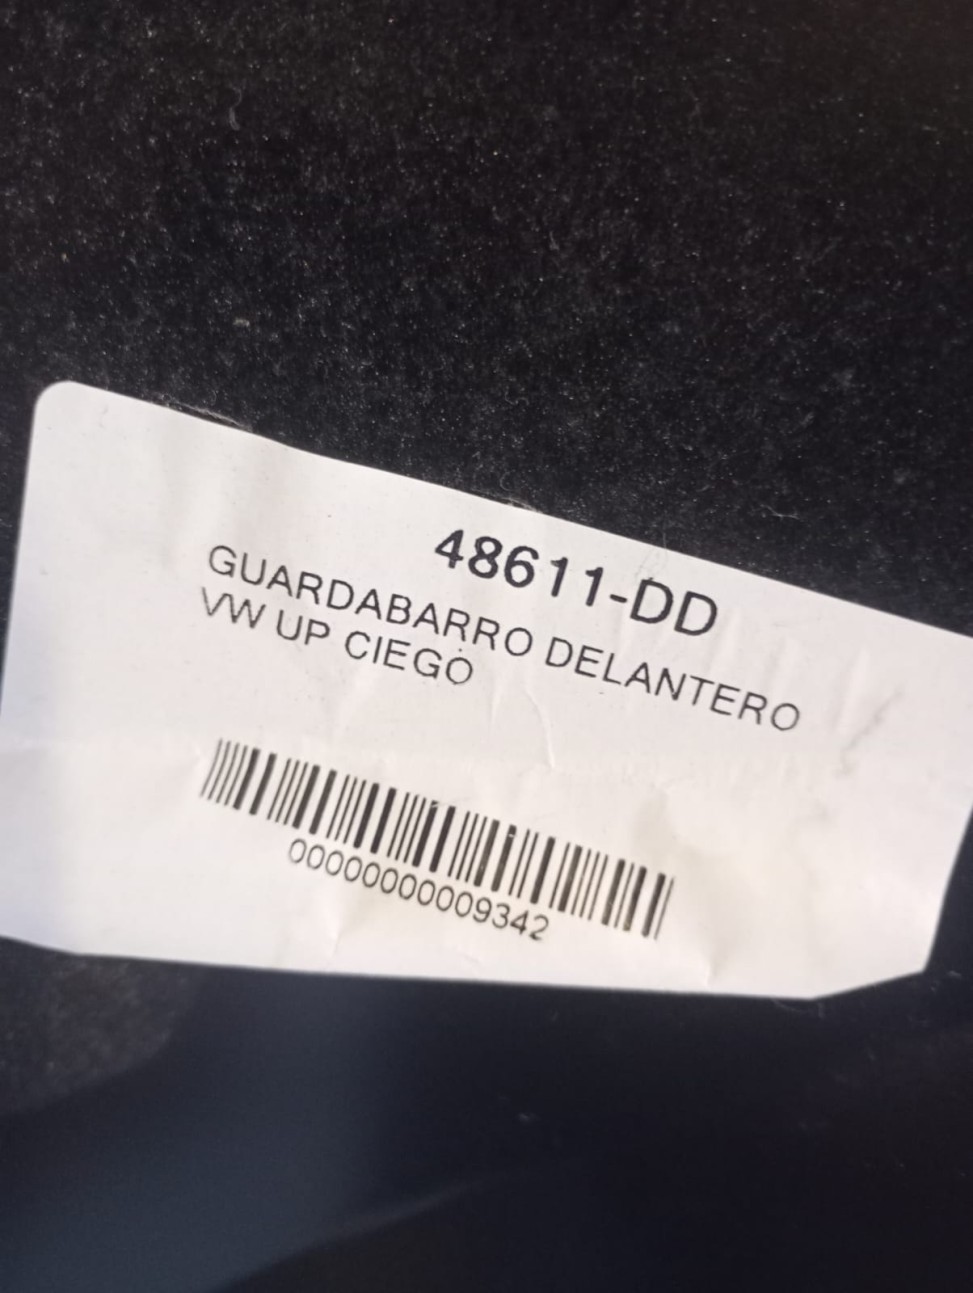 48611-DD
GUARDABARRO DELANTERO
VW UP CIEGO
00000000009342